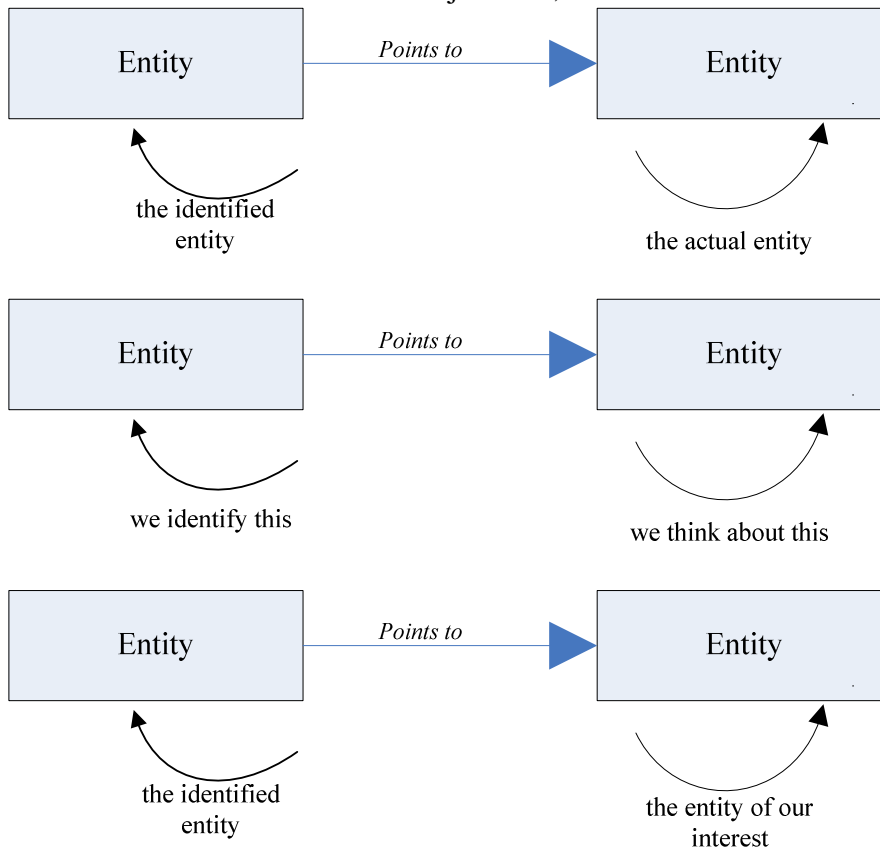 Entity
Points to
Entity
the identified
entity
the actual entity
Entity
Points to
Entity
we identify this
we think about this
Entity
Points to
Entity
the identified
entity
the entity of our
interest